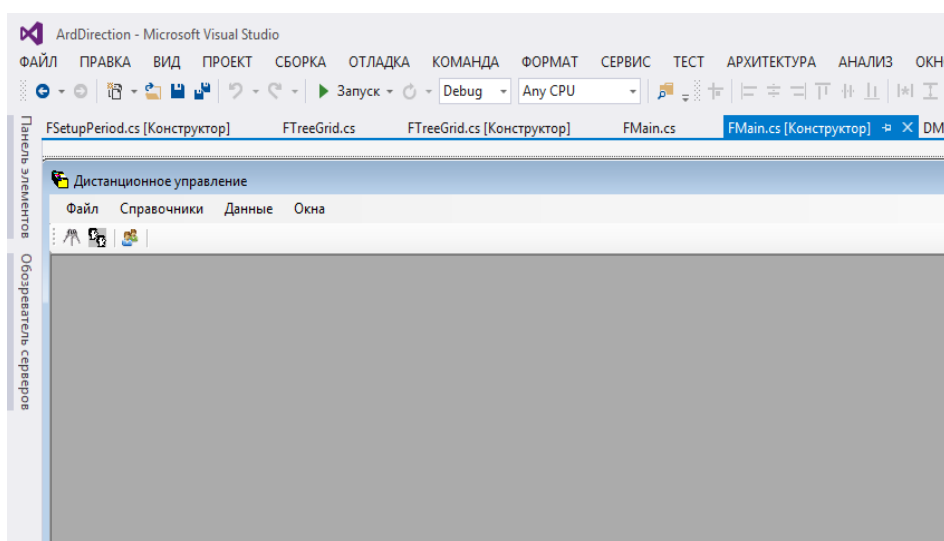 ArdDirection - Microsoft Visual Studio
ФАЙЛ ПРАВКА ВИД ПРОЕКТ СБОРКА ОТЛАДКА КОМАНДА ФОРМАТ СЕРВИС ТЕСТ АРХИТЕКТУРА АНАЛИЗ ОКН
Запуск Debug Any CPU
FSetupPeriod.cs [Конструктор] FTreeGrid.cs FTreeGrid.cs [Конструктор] FMain.cs FMain.cs [Конструктор] DM
Панель элементов
Дистанционное управление
Файл Справочники Данные Окна
Обозреватель серверов